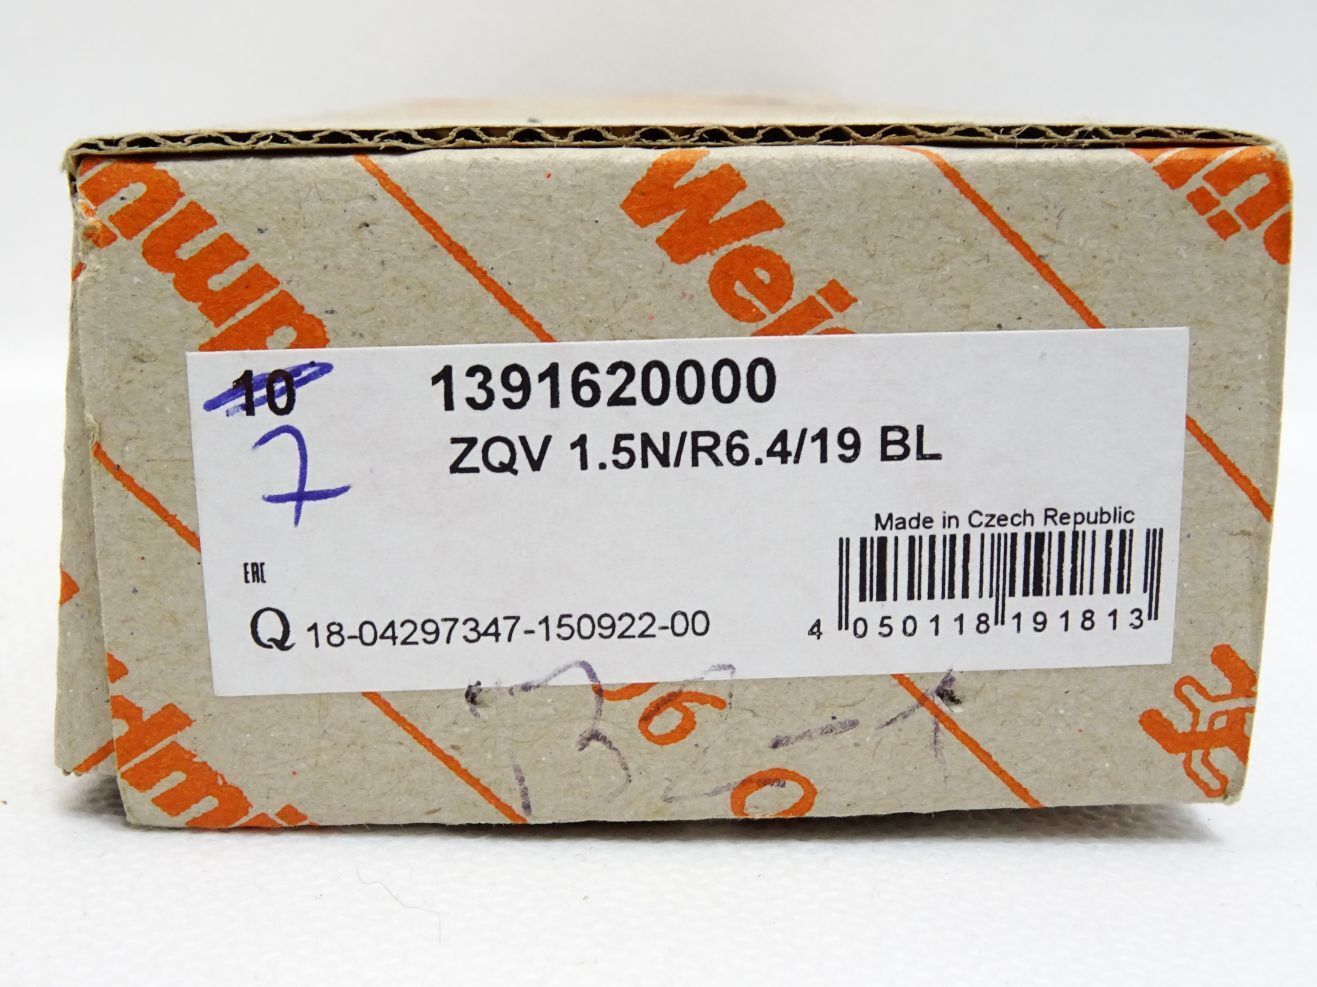 Wei
10 1391620000
7 ZQV 1.5N/R6.4/19 BL
Made in Czech Republic
EAC
Q 18-04297347-150922-00
4 050118 191813